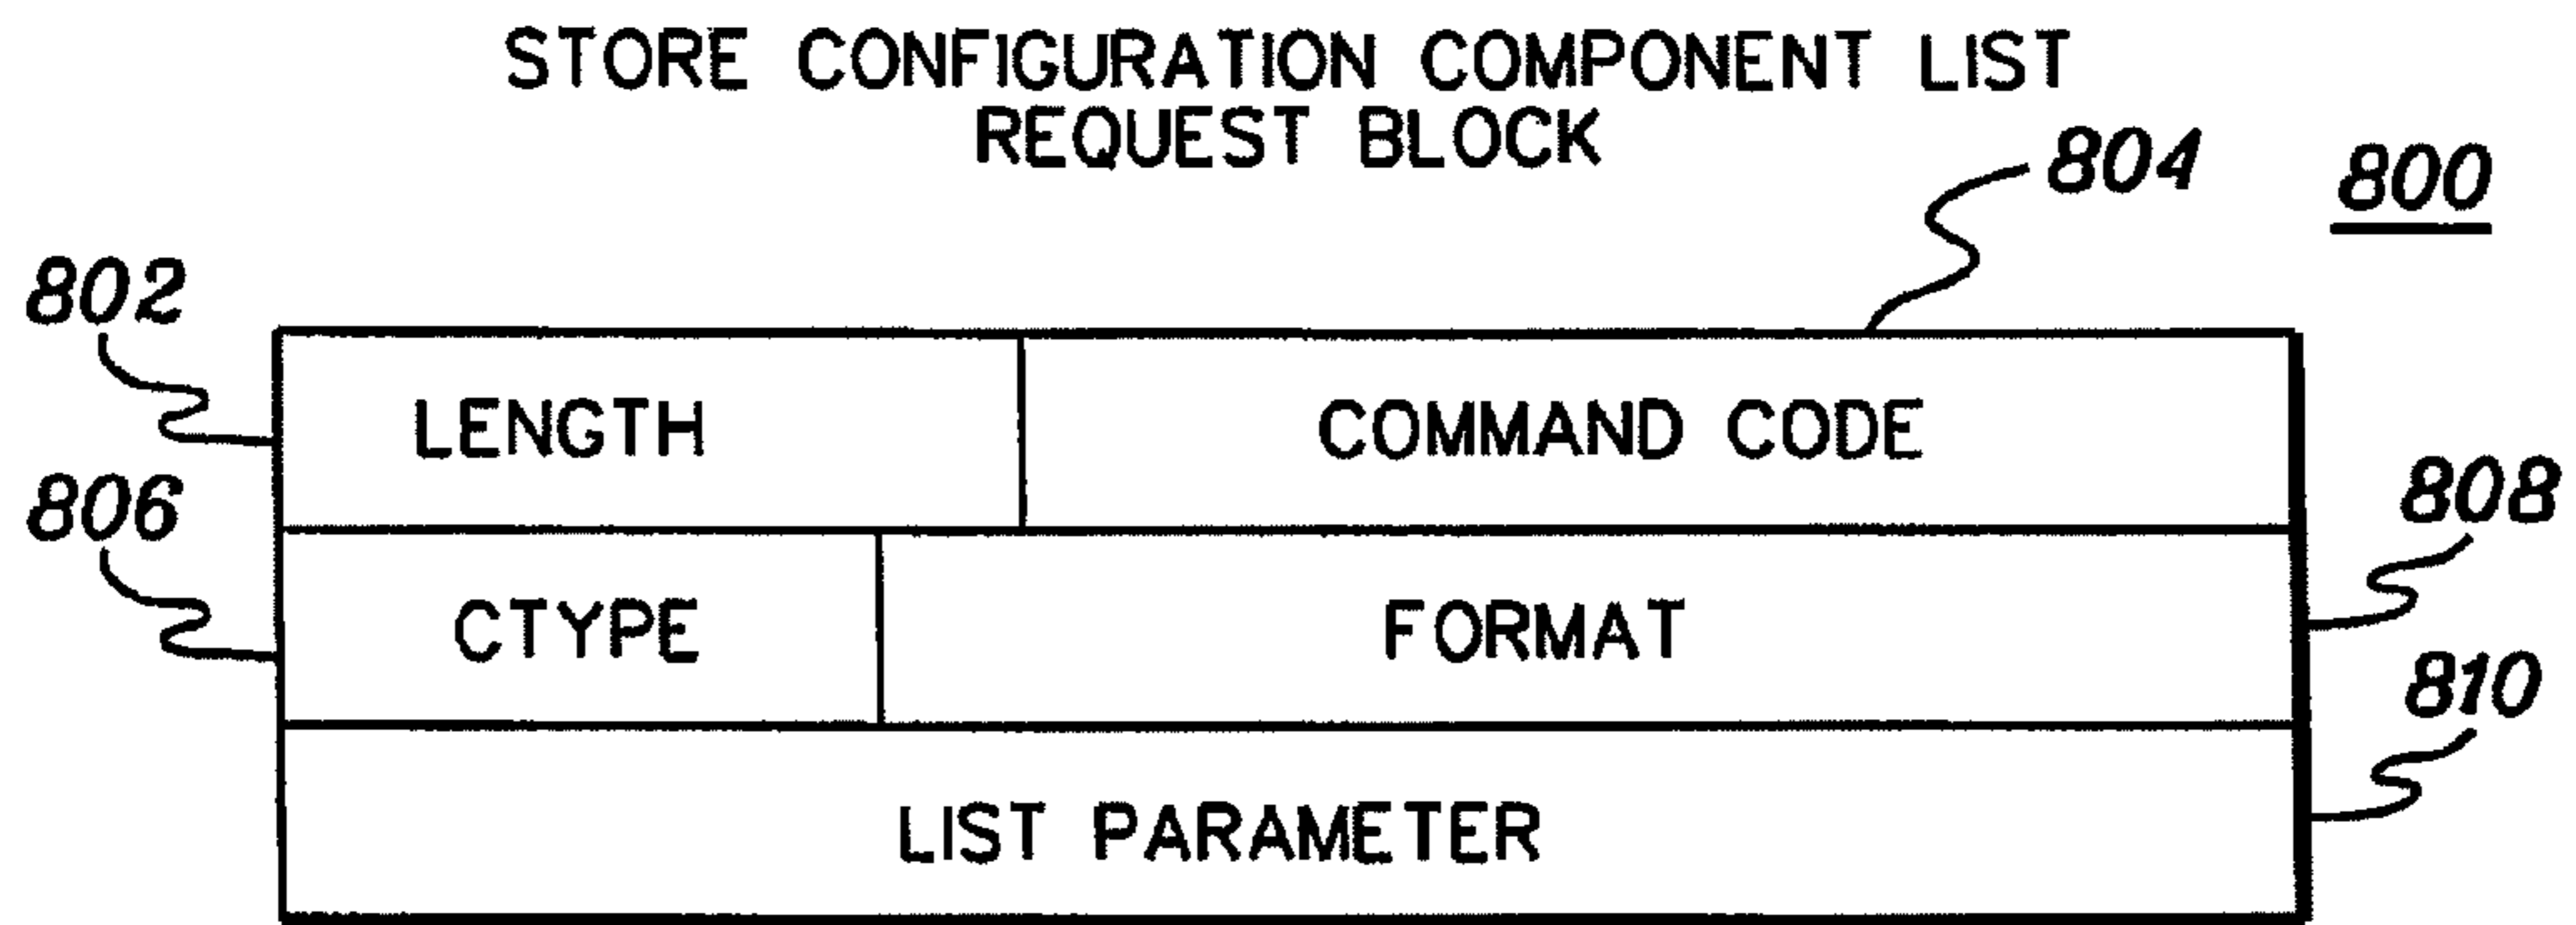 STORE CONFIGURATION COMPONENT LIST
REQUEST BLOCK
804
800
802
LENGTH
COMMAND CODE
806
808
CTYPE
FORMAT
810
LIST PARAMETER